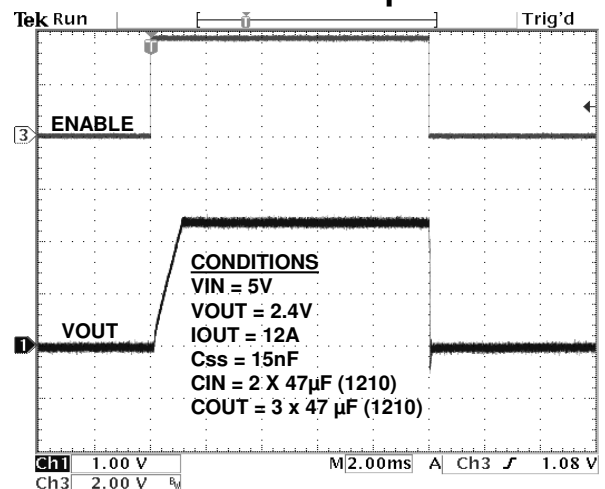 Tek Run Trig'd
T
T
3 ENABLE
CONDITIONS
VIN = 5V
VOUT = 2.4V
1 VOUT
IOUT = 12A
Css = 15nF
CIN = 2 X 47µF (1210)
COUT = 3 x 47 µF (1210)
Ch1 1.00 V M 2.00ms A Ch3 ƒ 1.08 V
Ch3 2.00 V BW